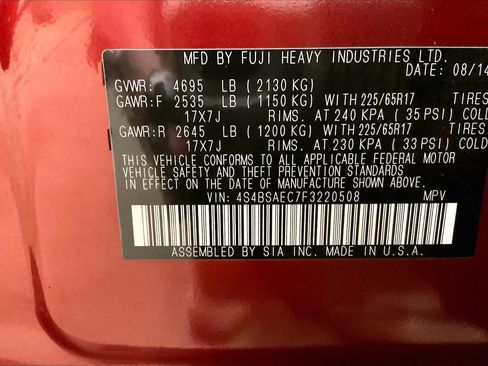 MFD BY FUJI HEAVY INDUSTRIES LTD.
DATE: 08/14
GVWR: 4695 LB ( 2130 KG)
GAWR:F 2535 LB ( 1150 KG) WITH 225/65R17 TIRES
17X7J RIMS. AT 240 KPA ( 35 PSI) COLD
GAWR:R 2645 LB ( 1200 KG) WITH 225/65R17 TIRES
17X7J RIMS. AT 230 KPA ( 33 PSI) COLD
THIS VEHICLE CONFORMS TO ALL APPLICABLE FEDERAL MOTOR
VEHICLE SAFETY AND THEFT PREVENTION STANDARDS
IN EFFECT ON THE DATE OF MANUFACTURE SHOWN ABOVE.
VIN: 4S4BSAEC7F3220508 MPV
ASSEMBLED BY SIA INC. MADE IN U.S.A.